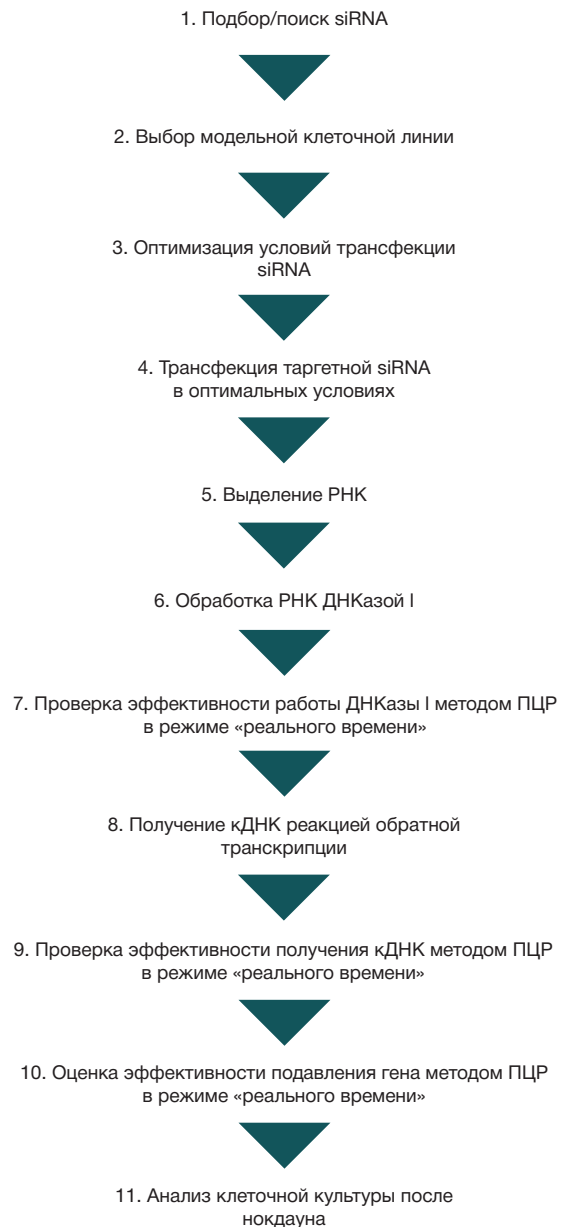 1. Подбор/поиск siRNA
2. Выбор модельной клеточной линии
3. Оптимизация условий трансфекции
siRNA
4. Трансфекция таргетной siRNA
в оптимальных условиях
5. Выделение РНК
6. Обработка РНК ДНКазой I
7. Проверка эффективности работы ДНКазы I методом ПЦР
в режиме «реального времени»
8. Получение кДНК реакцией обратной
транскрипции
9. Проверка эффективности получения кДНК методом ПЦР
в режиме «реального времени»
10. Оценка эффективности подавления гена методом ПЦР
в режиме «реального времени»
11. Анализ клеточной культуры после
нокдауна